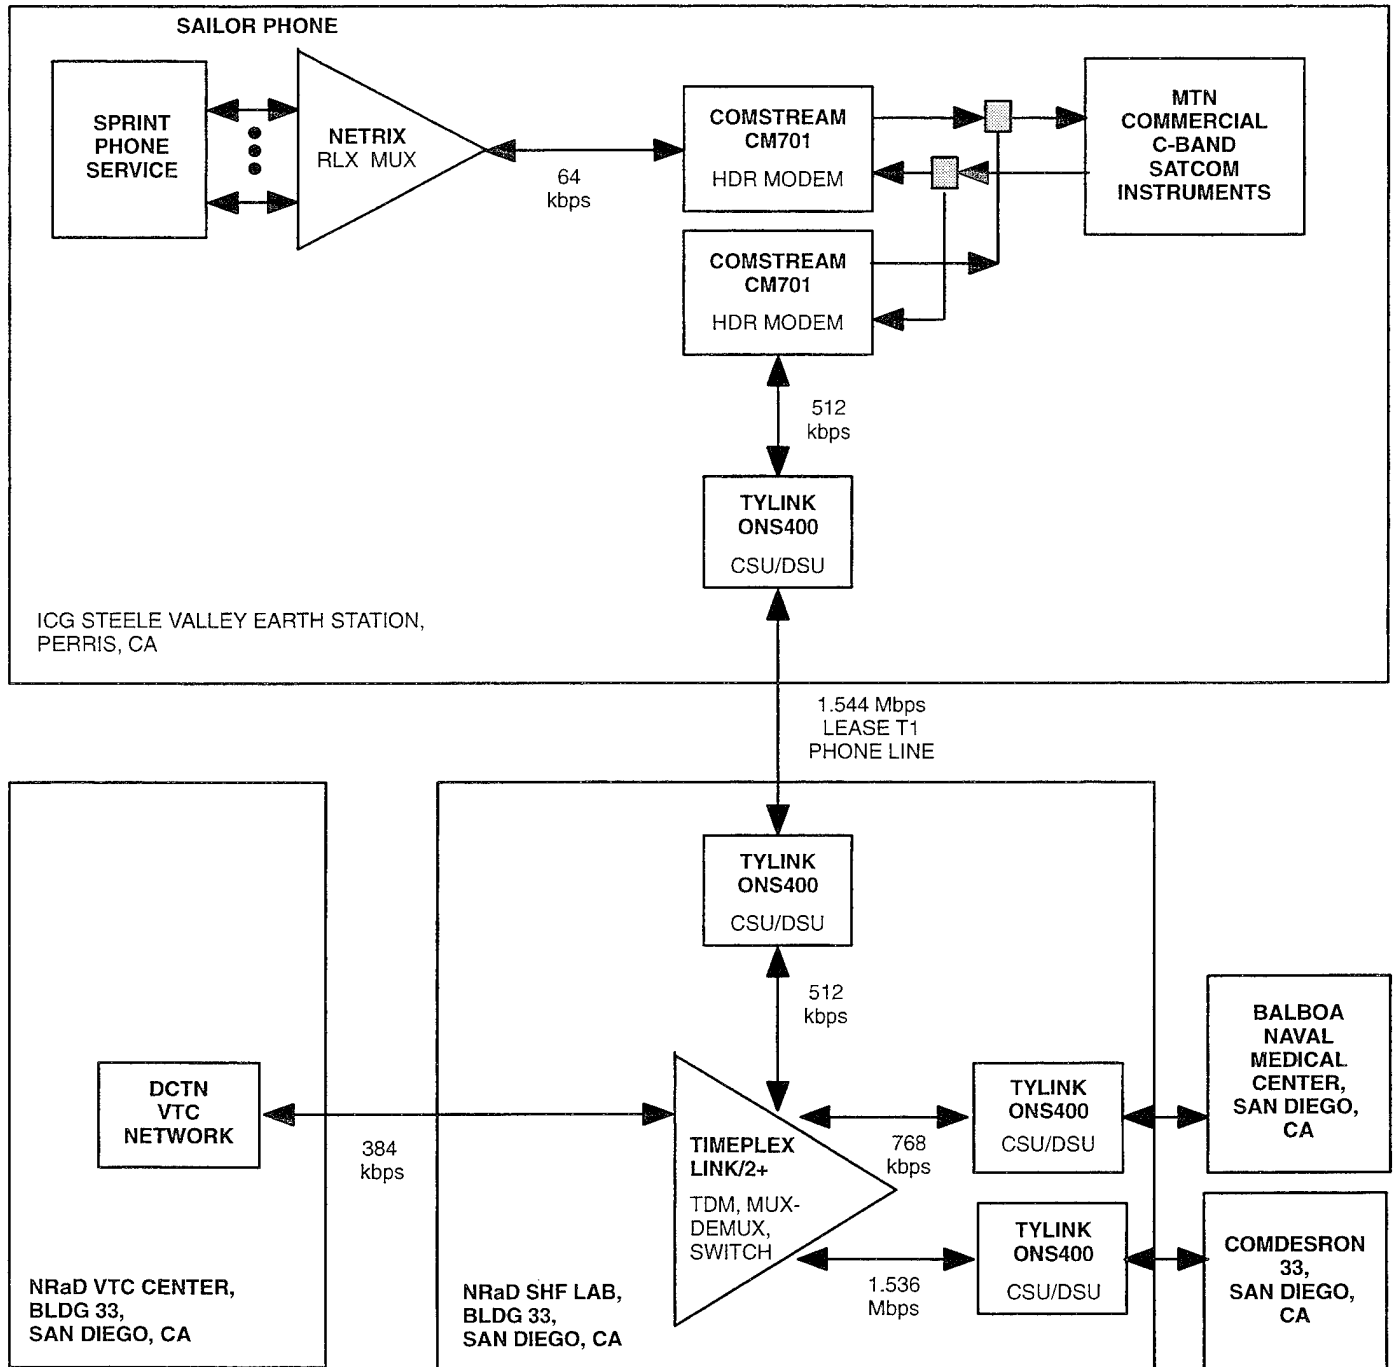 SAILOR PHONE
SPRINT
PHONE
SERVICE
NETRIX
RLX MUX
64
kbps
COMSTREAM
CM701
HDR MODEM
MTN
COMMERCIAL
C-BAND
SATCOM
INSTRUMENTS
COMSTREAM
CM701
HDR MODEM
512
kbps
TYLINK
ONS400
CSU/DSU
ICG STEELE VALLEY EARTH STATION,
PERRIS, CA
1.544 Mbps
LEASE T1
PHONE LINE
TYLINK
ONS400
CSU/DSU
512
kbps
DCTN
VTC
NETWORK
384
kbps
TIMEPLEX
LINK/2+
TDM, MUX-
DEMUX,
SWITCH
768
kbps
TYLINK
ONS400
CSU/DSU
BALBOA
NAVAL
MEDICAL
CENTER,
SAN DIEGO,
CA
1.536
Mbps
TYLINK
ONS400
CSU/DSU
COMDESRON
33,
SAN DIEGO,
CA
NRaD VTC CENTER,
BLDG 33,
SAN DIEGO, CA
NRaD SHF LAB,
BLDG 33,
SAN DIEGO, CA